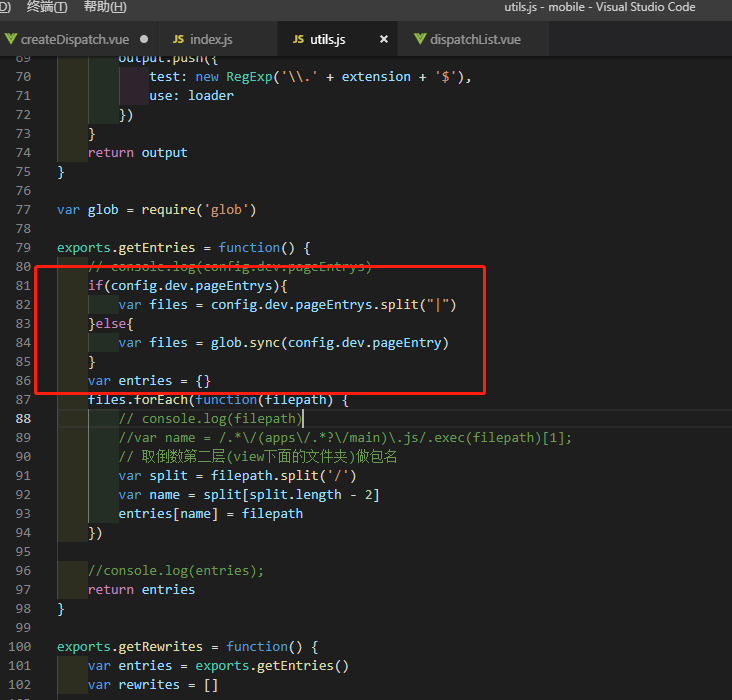 D) 终端(T) 帮助(H) utils.js - mobile - Visual Studio Code
createDispatch.vue ● JS index.js JS utils.js × dispatchList.vue
69 output.push({
70 test: new RegExp('\\.' + extension + '$'),
71 use: loader
72 })
73 }
74 return output
75 }
76
77 var glob = require('glob')
78
79 exports.getEntries = function() {
80 // console.log(config.dev.pageEntrys)
81 if(config.dev.pageEntrys){
82 var files = config.dev.pageEntrys.split("|")
83 }else{
84 var files = glob.sync(config.dev.pageEntry)
85 }
86 var entries = {}
87 files.forEach(function(filepath) {
88 // console.log(filepath)
89 //var name = /.*\/(apps\/.*?\/main)\.js/.exec(filepath)[1];
90 // 取倒数第二层(view下面的文件夹)做包名
91 var split = filepath.split('/')
92 var name = split[split.length - 2]
93 entries[name] = filepath
94 })
95
96 //console.log(entries);
97 return entries
98 }
99
100 exports.getRewrites = function() {
101 var entries = exports.getEntries()
102 var rewrites = []